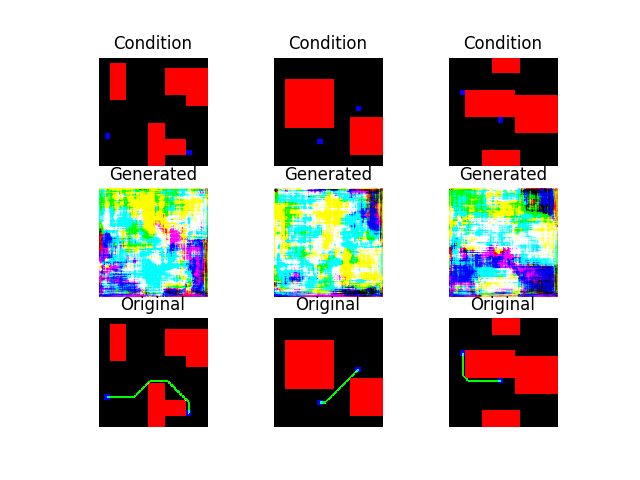 Condition Condition Condition
Generated Generated Generated
Original Original Original